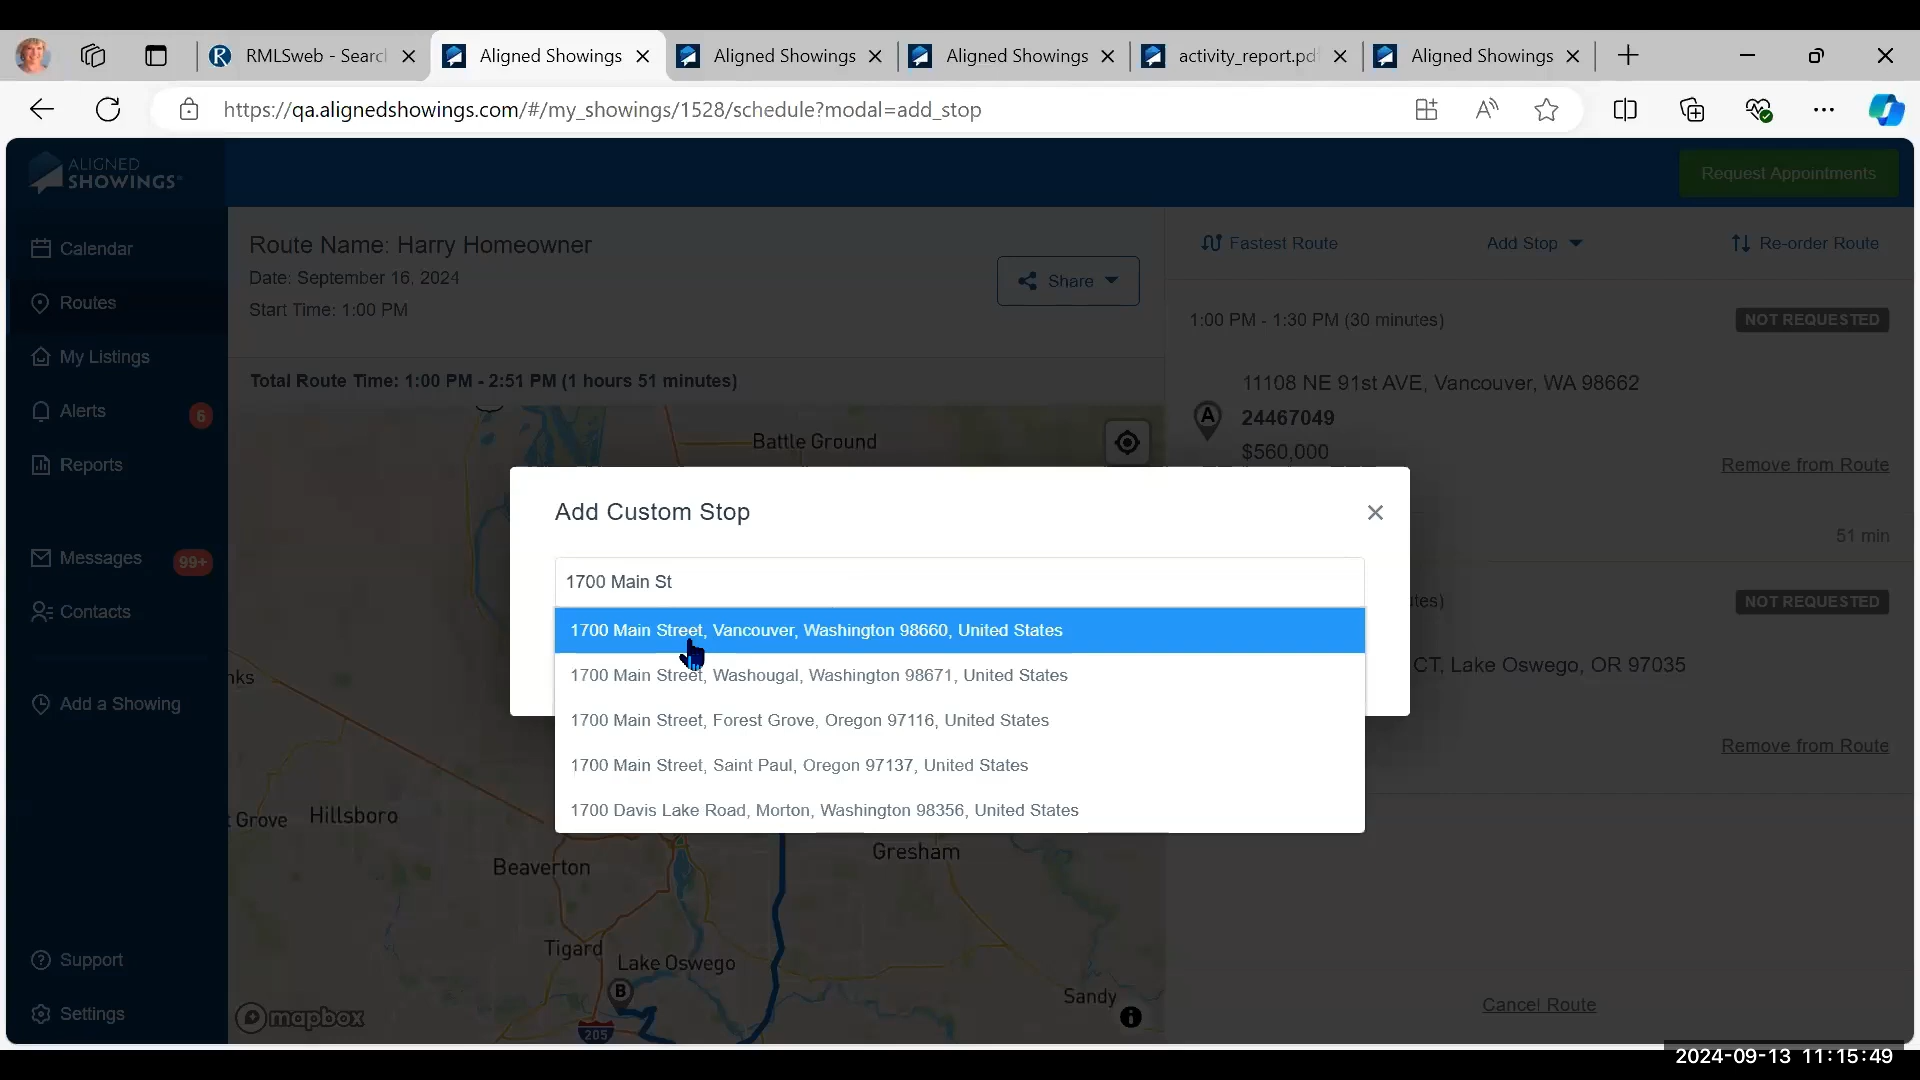 RMLSweb - Searc
Aligned Showings
Aligned Showings
Aligned Showings
activity_report.pd
Aligned Showings
https://qa.alignedshowings.com/#/my_showings/1528/schedule?modal=add_stop
ALIGNED
SHOWINGS
Request Appointments
Calendar
Routes
My Listings
Alerts
6
Reports
Messages
99+
Contacts
Add a Showing
Support
Settings
Route Name: Harry Homeowner
Date: September 16, 2024
Start Time: 1:00 PM
Share
Total Route Time: 1:00 PM - 2:51 PM (1 hours 51 minutes)
Fastest Route
Add Stop
Re-order Route
1:00 PM - 1:30 PM (30 minutes)
NOT REQUESTED
11108 NE 91st AVE, Vancouver, WA 98662
A
24467049
$560,000
Remove from Route
51 min
tes)
NOT REQUESTED
CT, Lake Oswego, OR 97035
Remove from Route
Cancel Route
Add Custom Stop
1700 Main St
1700 Main Street, Vancouver, Washington 98660, United States
1700 Main Street, Washougal, Washington 98671, United States
1700 Main Street, Forest Grove, Oregon 97116, United States
1700 Main Street, Saint Paul, Oregon 97137, United States
1700 Davis Lake Road, Morton, Washington 98356, United States
Battle Ground
nks
t Grove
Hillsboro
Beaverton
Gresham
Tigard
Lake Oswego
B
Sandy
205
mapbox
2024-09-13 11:15:49